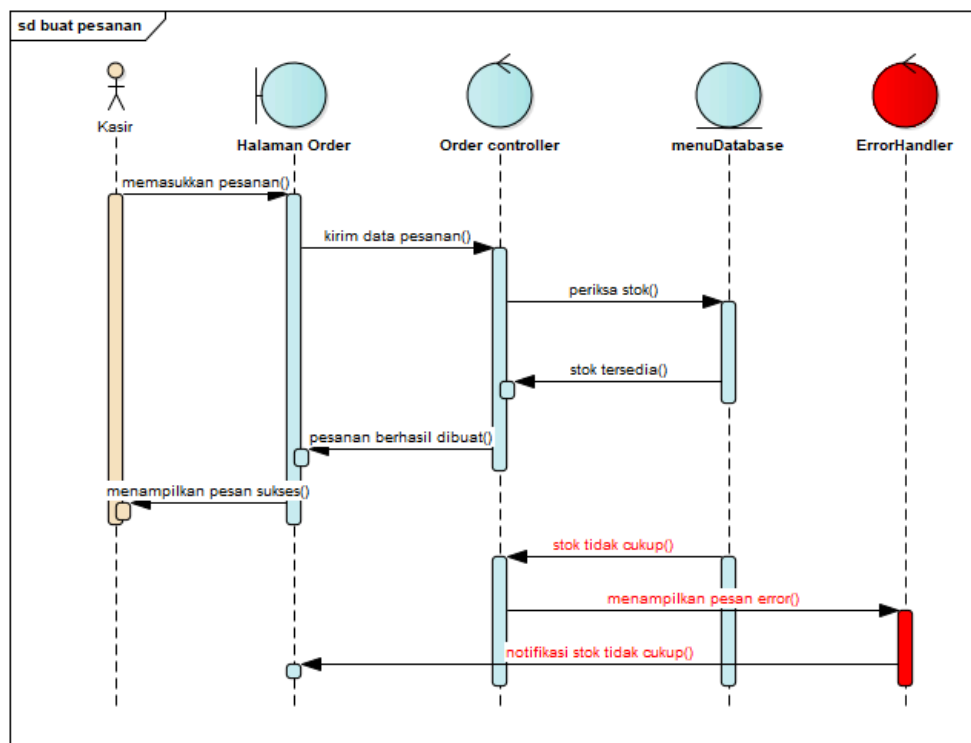 sd buat pesanan
Kasir
Halaman Order
Order controller
menuDatabase
ErrorHandler
memasukkan pesanan()
kirim data pesanan()
periksa stok()
stok tersedia()
pesanan berhasil dibuat()
menampilkan pesan sukses()
stok tidak cukup()
menampilkan pesan error()
notifikasi stok tidak cukup()